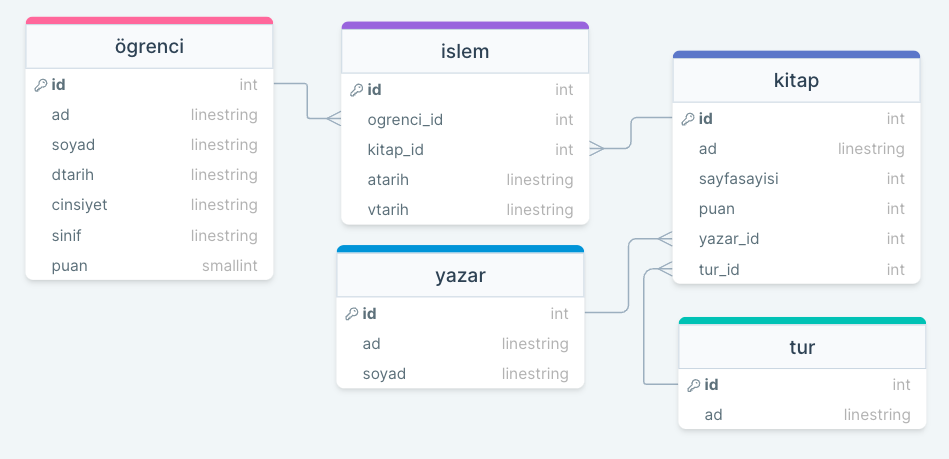 ögrenci
id int
ad linestring
soyad linestring
dtarih linestring
cinsiyet linestring
sinif linestring
puan smallint
islem
id int
ogrenci_id int
kitap_id int
atarih linestring
vtarih linestring
kitap
id int
ad linestring
sayfasayisi int
puan int
yazar_id int
tur_id int
yazar
id int
ad linestring
soyad linestring
tur
id int
ad linestring